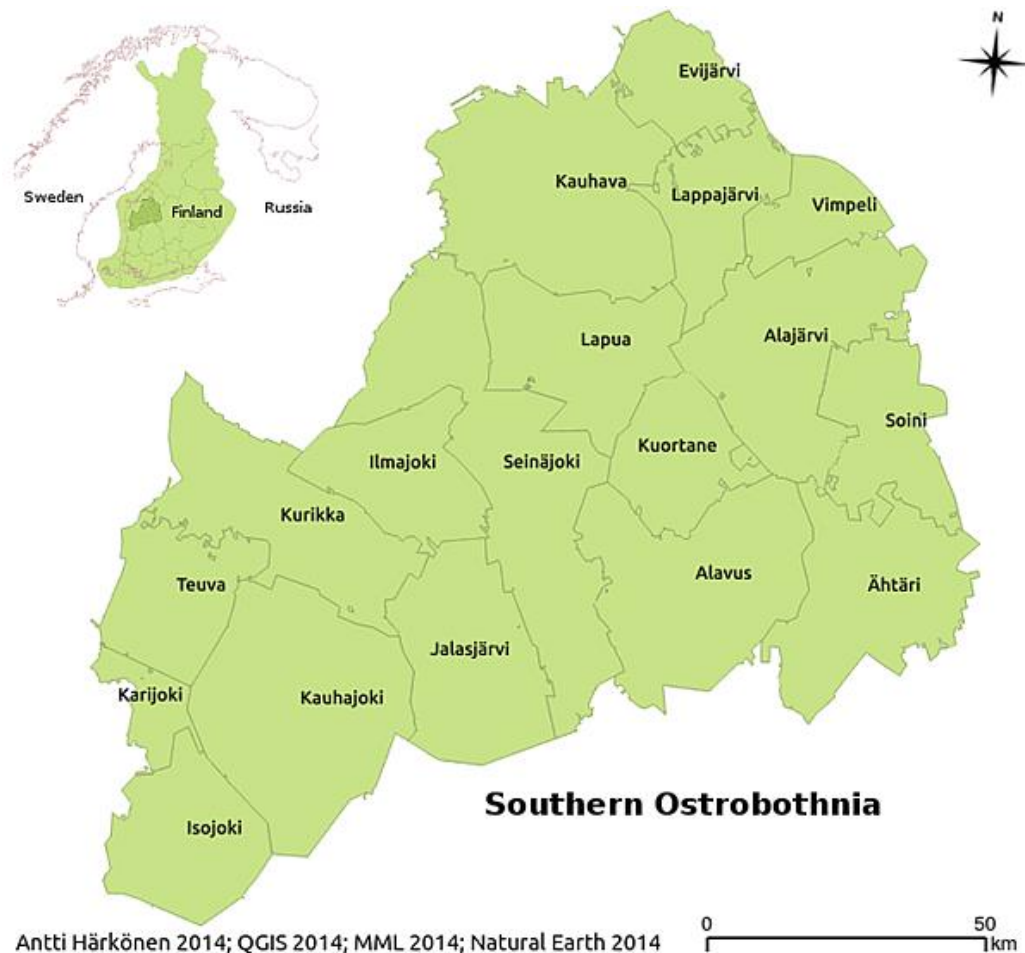 N
Sweden
Finland
Russia
Evijärvi
Kauhava
Lappajärvi
Vimpeli
Lapua
Alajärvi
Soini
Ilmajoki
Seinäjoki
Kuortane
Kurikka
Teuva
Alavus
Ähtäri
Jalasjärvi
Karijoki
Kauhajoki
Isojoki
Southern Ostrobothnia
0 50
km
Antti Härkönen 2014; QGIS 2014; MML 2014; Natural Earth 2014